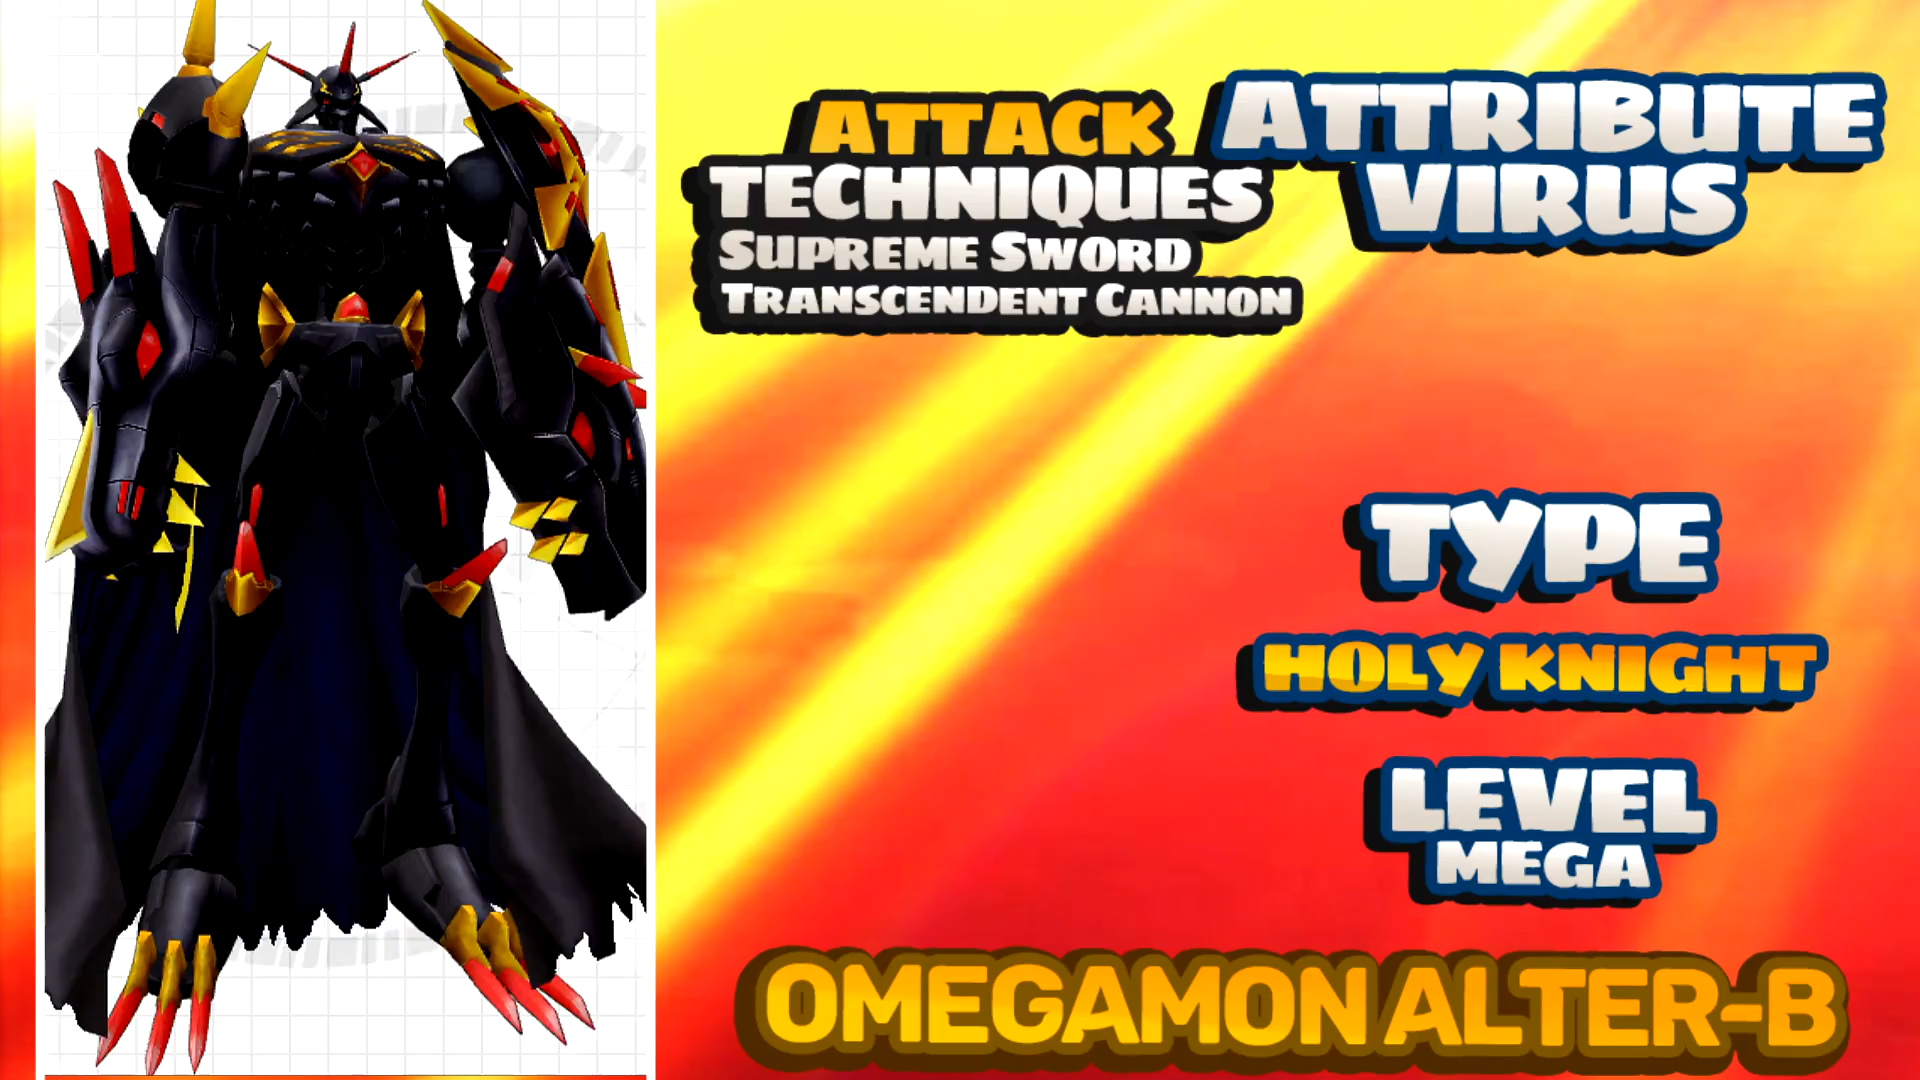 ATTACK
TECHNIQUES
SUPREME SWORD
TRANSCENDENT CANNON
ATTRIBUTE
VIRUS
TYPE
HOLY KNIGHT
LEVEL
MEGA
OMEGAMON ALTER-B